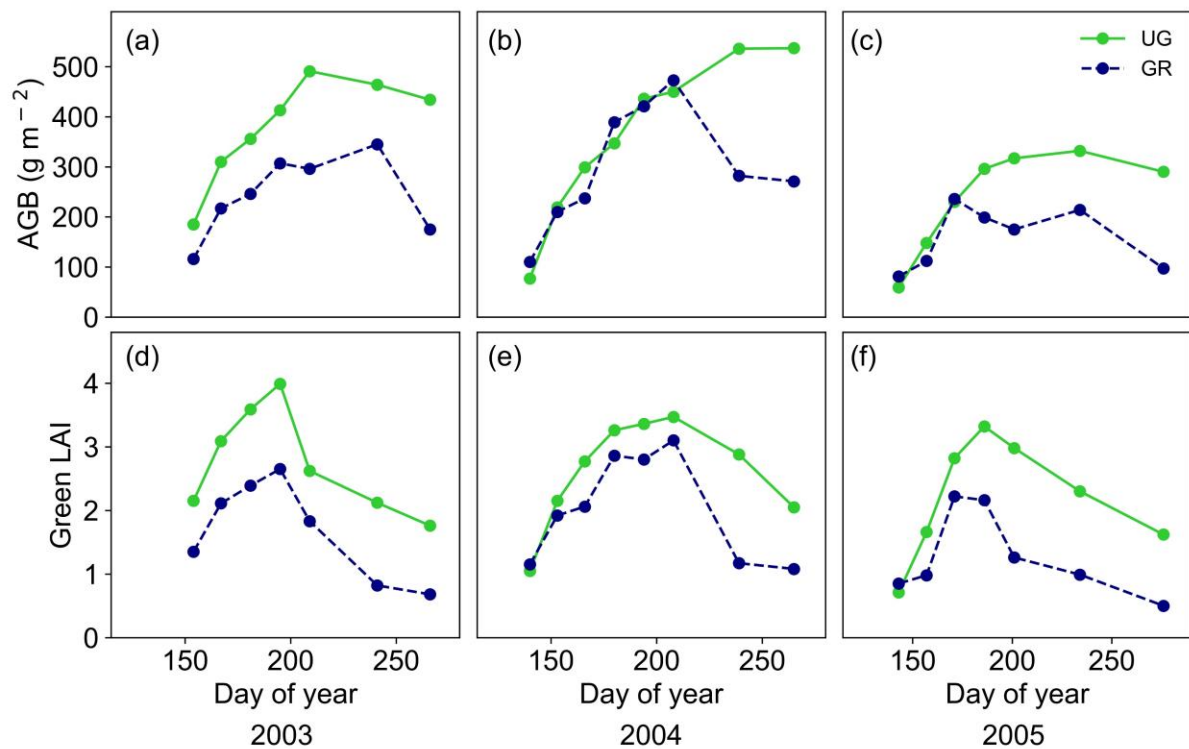 (a)
(b)
(c)
UG
GR
500
400
300
200
100
0
AGB (g m⁻²)
(d)
(e)
(f)
4
3
2
1
0
Green LAI
150 200 250
150 200 250
150 200 250
Day of year
Day of year
Day of year
2003
2004
2005